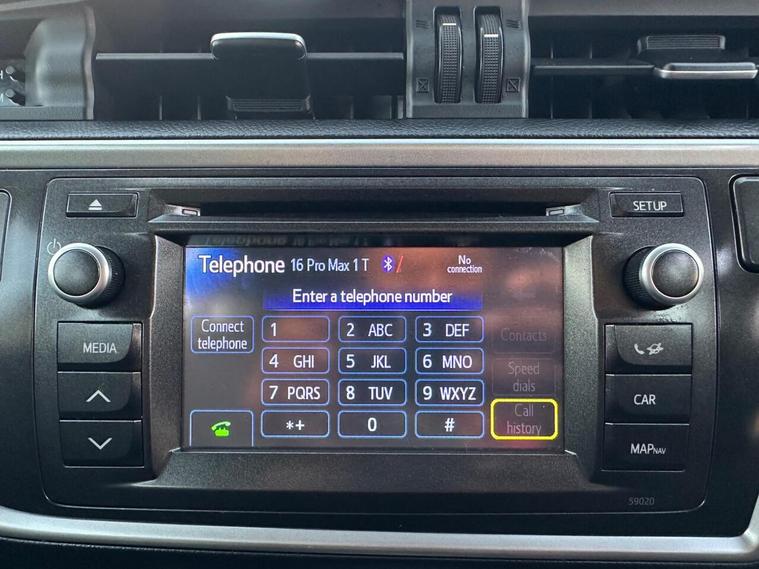 SETUP
Telephone 16 Pro Max 1 T
No
connection
Enter a telephone number
Connect
telephone
1
2 ABC
3 DEF
Contacts
MEDIA
4 GHI
5 JKL
6 MNO
Speed
dials
CAR
7 PQRS
8 TUV
9 WXYZ
*+
0
#
Call
history
MAP NAV
59020